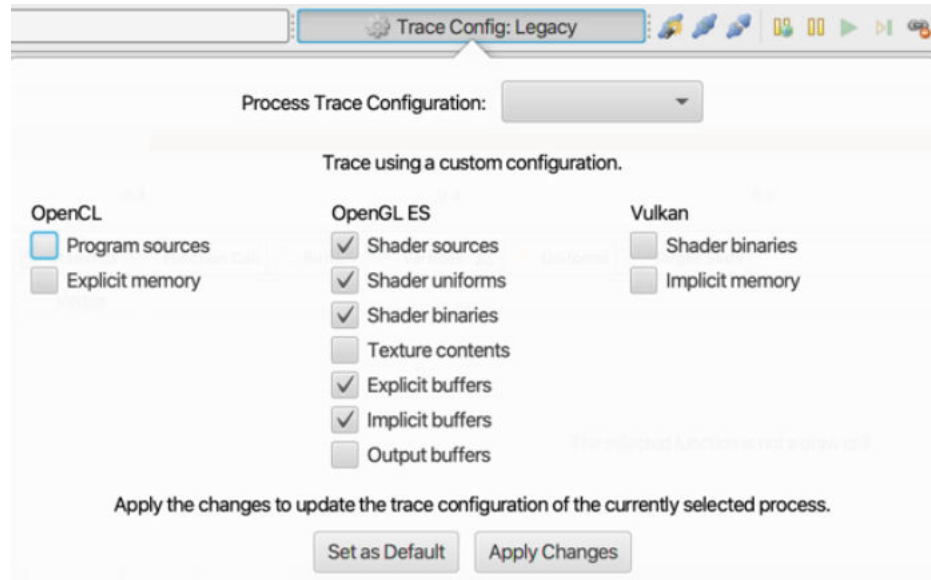 Trace Config: Legacy
Process Trace Configuration:
Trace using a custom configuration.
OpenCL
Program sources
Explicit memory
OpenGL ES
Shader sources
Shader uniforms
Shader binaries
Texture contents
Explicit buffers
Implicit buffers
Output buffers
Vulkan
Shader binaries
Implicit memory
Apply the changes to update the trace configuration of the currently selected process.
Set as Default
Apply Changes